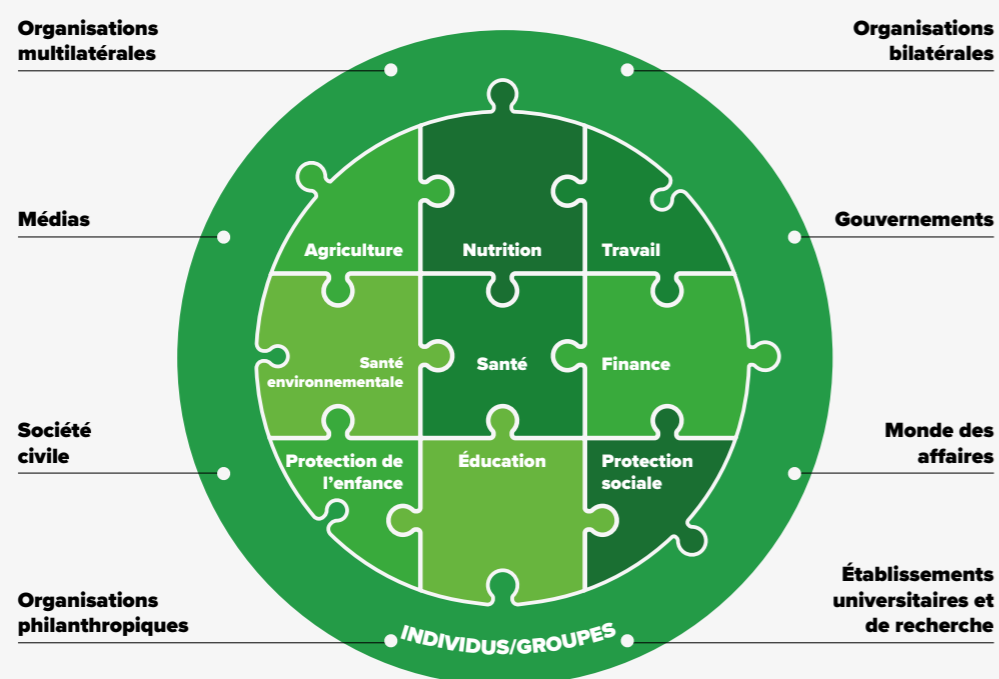 Organisations
multilatérales
Organisations
bilatérales
Médias
Gouvernements
Agriculture
Nutrition
Travail
Santé
environnementale
Santé
Finance
Société
civile
Monde des
affaires
Protection de
l'enfance
Éducation
Protection
sociale
Organisations
philanthropiques
Établissements
universitaires et
de recherche
INDIVIDUS/GROUPES